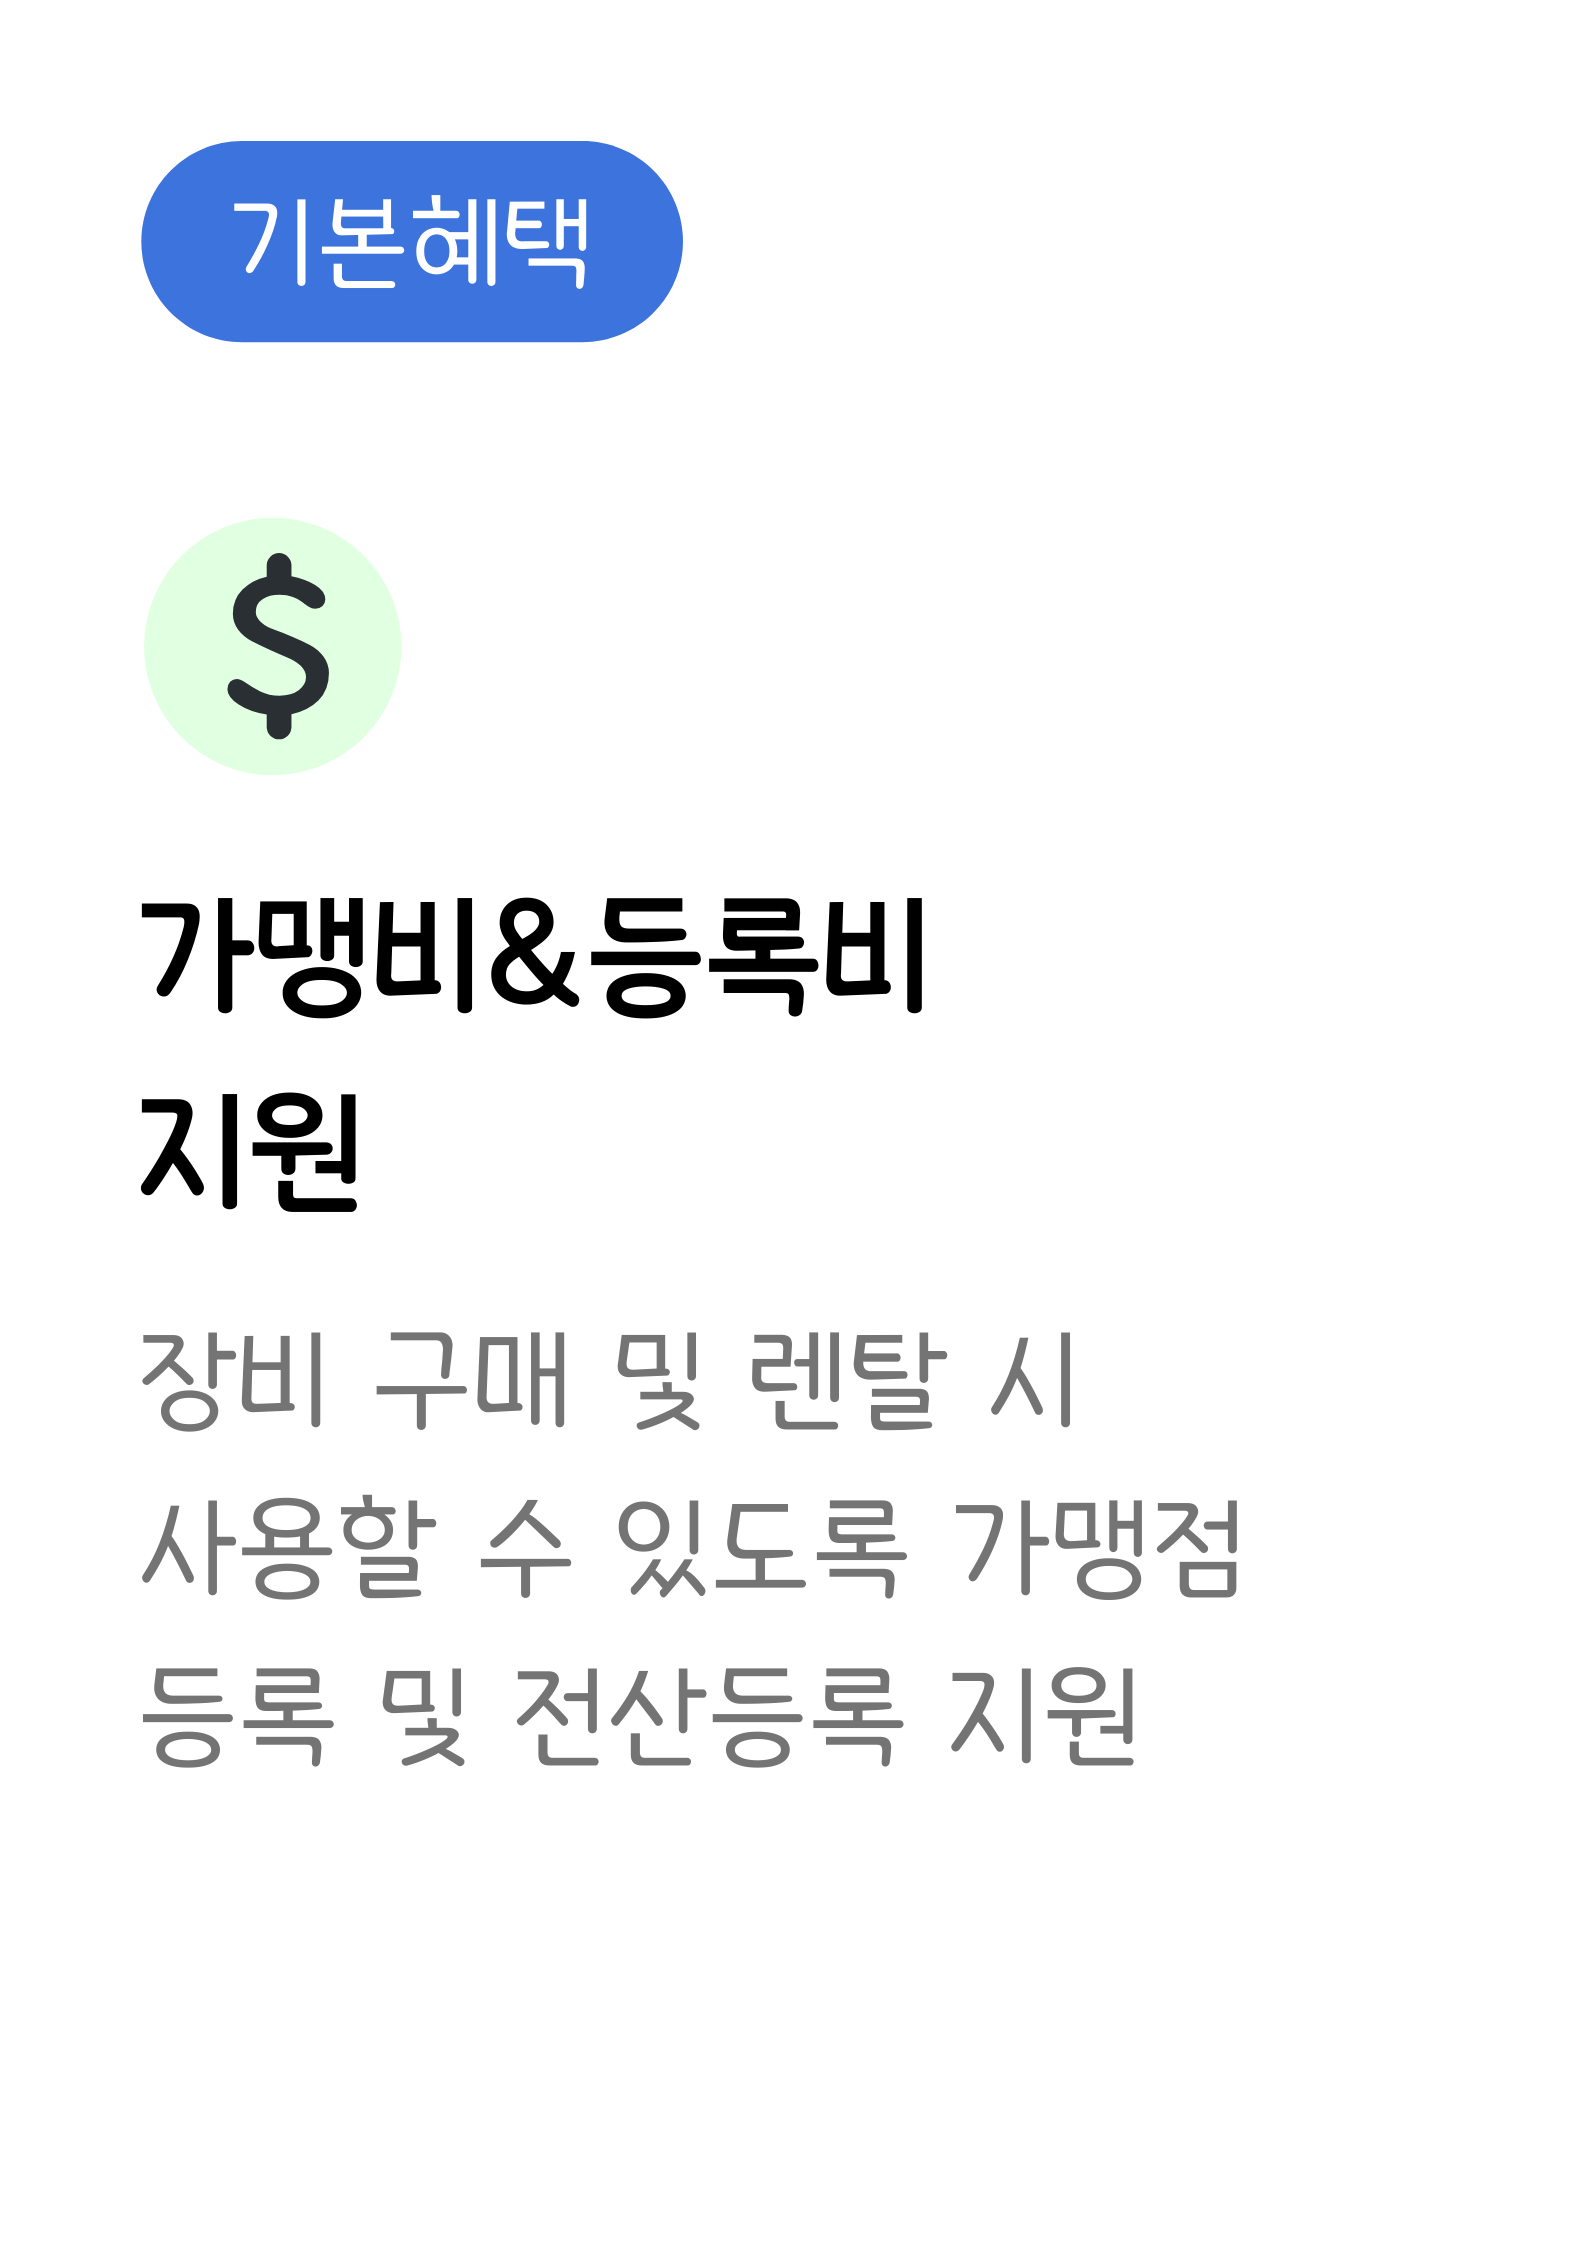 기본혜택
$
가맹비&등록비
지원
장비 구매 및 렌탈 시
사용할 수 있도록 가맹점
등록 및 전산등록 지원